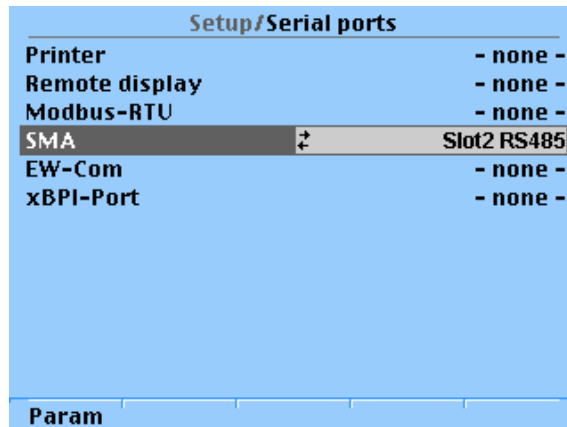 Setup/Serial ports
Printer - none -
Remote display - none -
Modbus-RTU - none -
SMA Slot2 RS485
EW-Com - none -
xBPI-Port - none -
Param